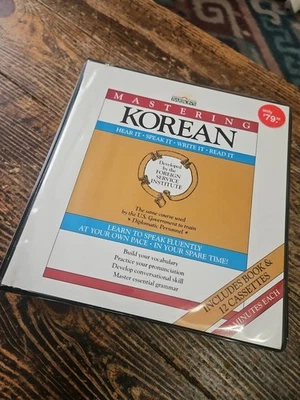 BARRON'S
MASTERING
KOREAN
HEAR IT • SPEAK IT • WRITE IT • READ IT
Developed
by the
FOREIGN
SERVICE
INSTITUTE
The same course used
by the U.S. Government to train
• Diplomatic Personnel •
LEARN TO SPEAK FLUENTLY
AT YOUR OWN PACE • IN YOUR SPARE TIME!
Build your vocabulary
Practice your pronunciation
Develop conversational skill
Master essential grammar
INCLUDES BOOK &
12 CASSETTES
MINUTES EACH
Only
$79